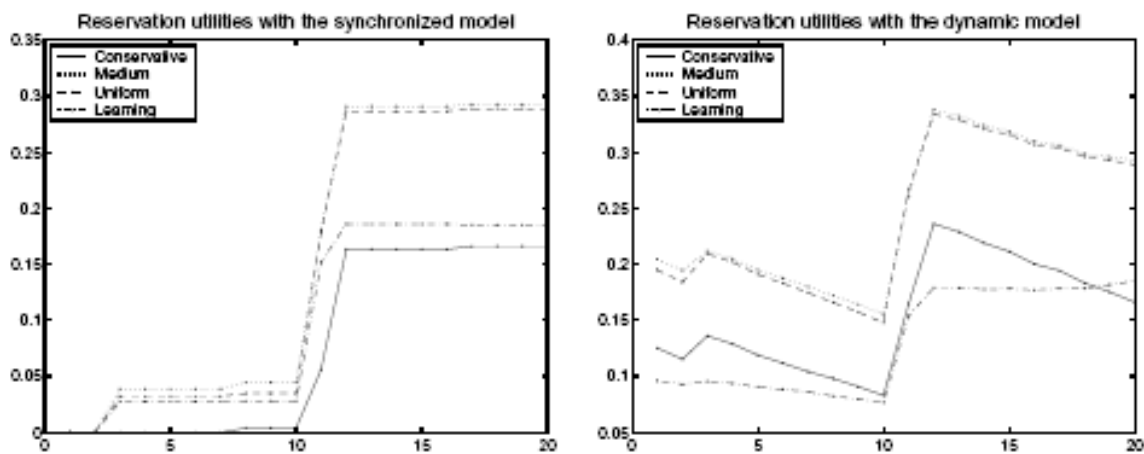 Reservation utilities with the synchronized model
0.35
0.3
0.25
0.2
0.15
0.1
0.05
0
Conservative
Medium
Uniform
Learning
0
5
10
15
20
Reservation utilities with the dynamic model
0.4
0.35
0.3
0.25
0.2
0.15
0.1
0.05
Conservative
Medium
Uniform
Learning
0
5
10
15
20